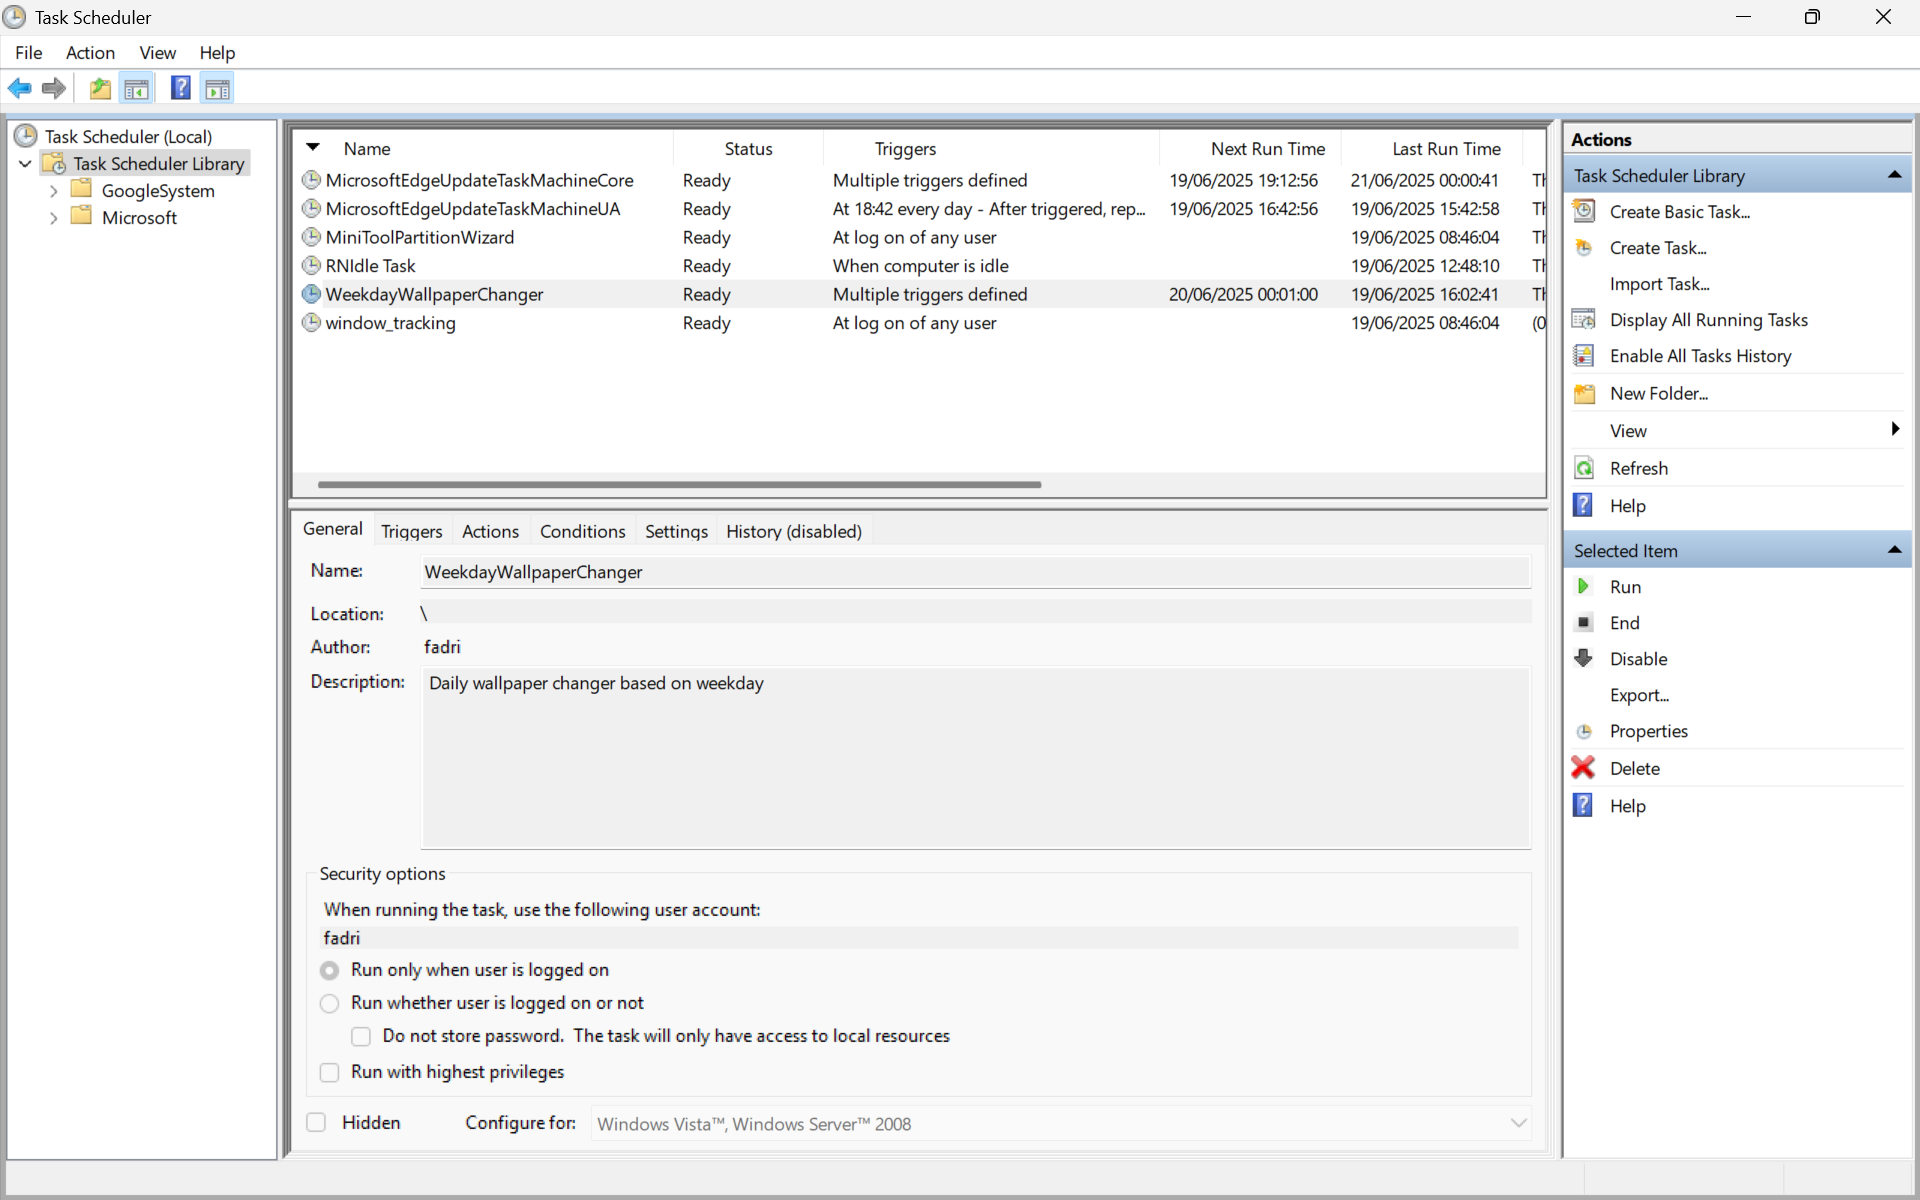 Task Scheduler
File Action View Help
Task Scheduler (Local)
Task Scheduler Library
GoogleSystem
Microsoft
Name Status Triggers Next Run Time Last Run Time
MicrosoftEdgeUpdateTaskMachineCore Ready Multiple triggers defined 19/06/2025 19:12:56 21/06/2025 00:00:41
MicrosoftEdgeUpdateTaskMachineUA Ready At 18:42 every day - After triggered, rep... 19/06/2025 16:42:56 19/06/2025 15:42:58
MiniToolPartitionWizard Ready At log on of any user 19/06/2025 08:46:04
RNIdle Task Ready When computer is idle 19/06/2025 12:48:10
WeekdayWallpaperChanger Ready Multiple triggers defined 20/06/2025 00:01:00 19/06/2025 16:02:41
window_tracking Ready At log on of any user 19/06/2025 08:46:04 (0
General Triggers Actions Conditions Settings History (disabled)
Name: WeekdayWallpaperChanger
Location: \
Author: fadri
Description: Daily wallpaper changer based on weekday
Security options
When running the task, use the following user account:
fadri
Run only when user is logged on
Run whether user is logged on or not
Do not store password. The task will only have access to local resources
Run with highest privileges
Hidden Configure for: Windows Vista™, Windows Server™ 2008
Actions
Task Scheduler Library
Create Basic Task...
Create Task...
Import Task...
Display All Running Tasks
Enable All Tasks History
New Folder...
View
Refresh
Help
Selected Item
Run
End
Disable
Export...
Properties
Delete
Help